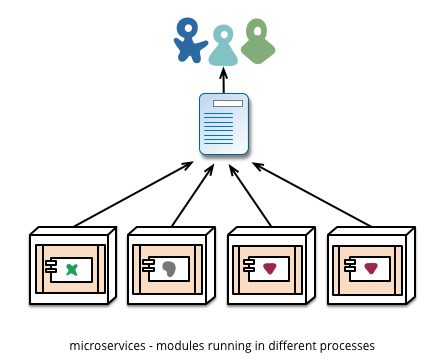 microservices - modules running in different processes